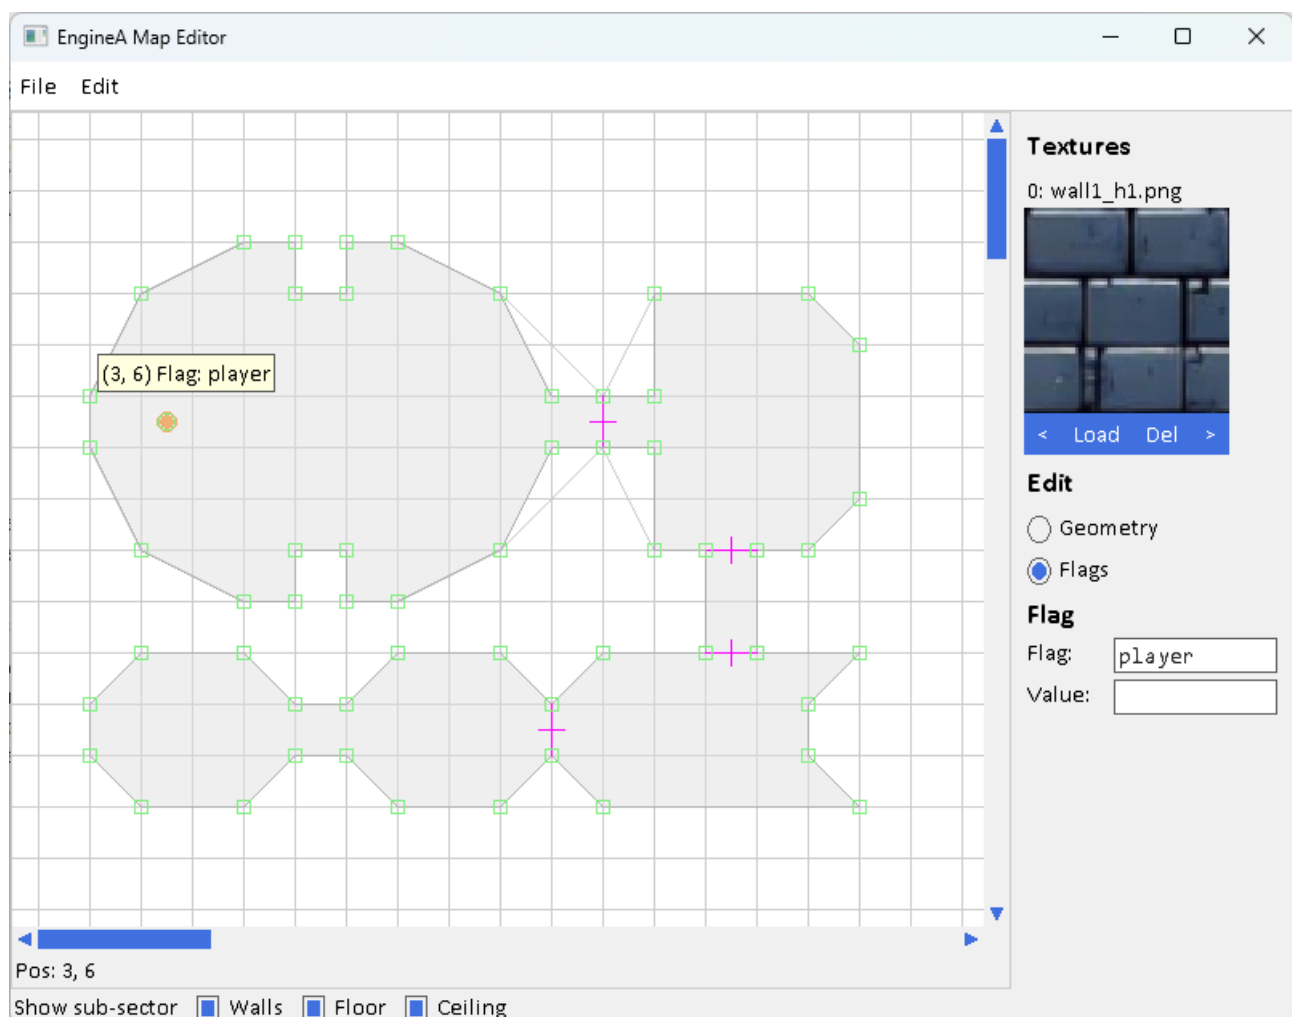 EngineA Map Editor
File Edit
Textures
0: wall1_h1.png
(3, 6) Flag: player
< Load Del >
Edit
Geometry
Flags
Flag
Flag: player
Value:
Pos: 3, 6
Show sub-sector Walls Floor Ceiling